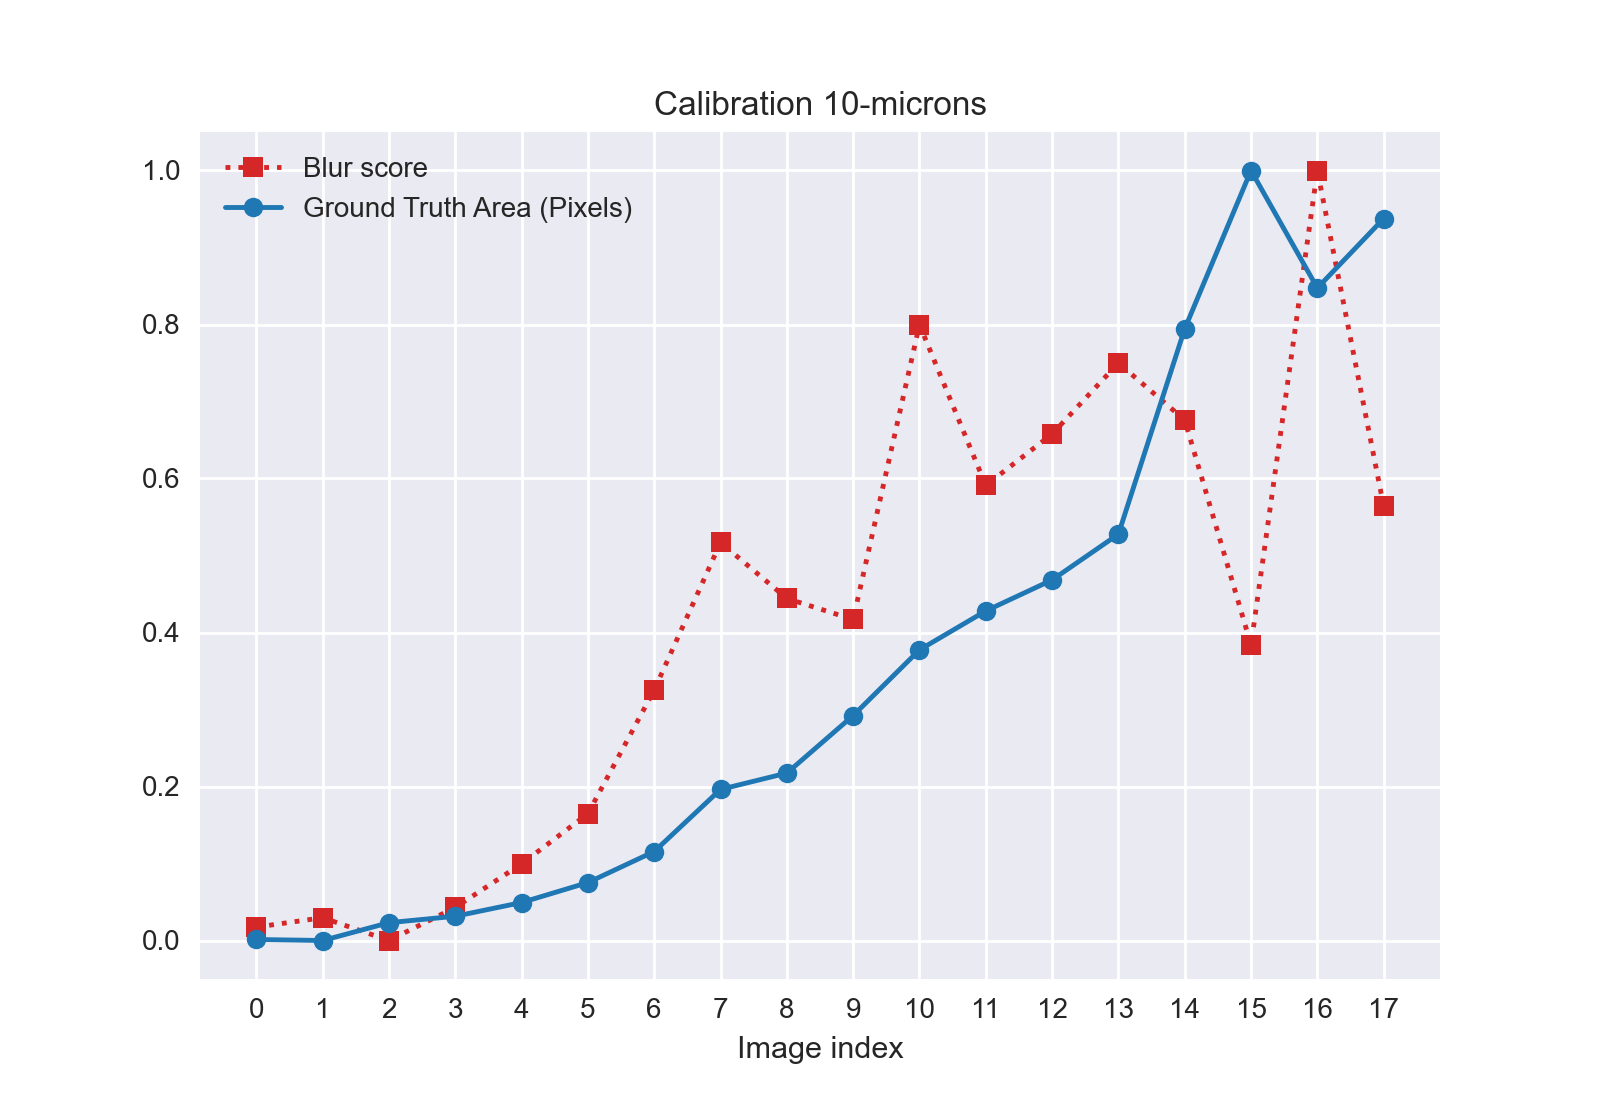 Calibration 10-microns
1.0
0.8
0.6
0.4
0.2
0.0
Blur score
Ground Truth Area (Pixels)
0 1 2 3 4 5 6 7 8 9 10 11 12 13 14 15 16 17
Image index